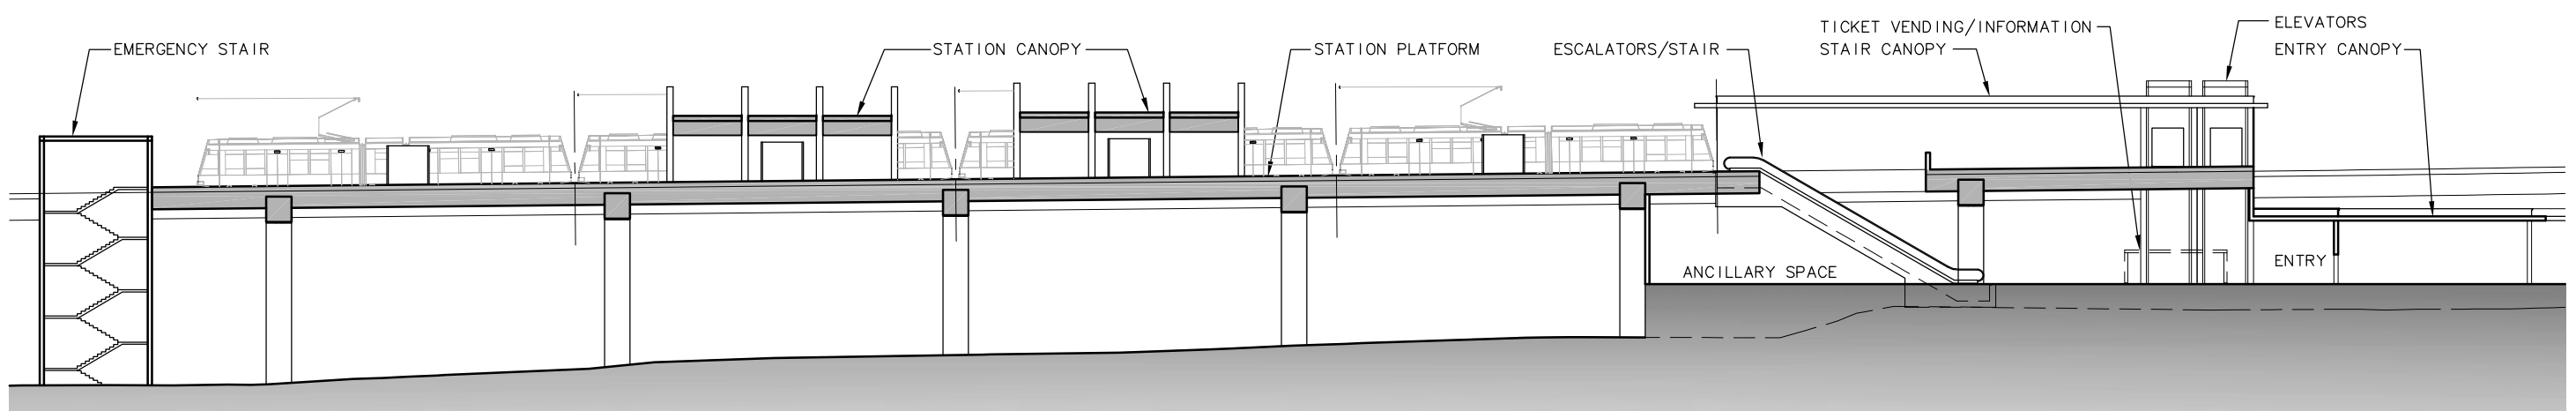 EMERGENCY STAIR
STATION CANOPY
STATION PLATFORM
ESCALATORS/STAIR
TICKET VENDING/INFORMATION
STAIR CANOPY
ELEVATORS
ENTRY CANOPY
ANCILLARY SPACE
ENTRY